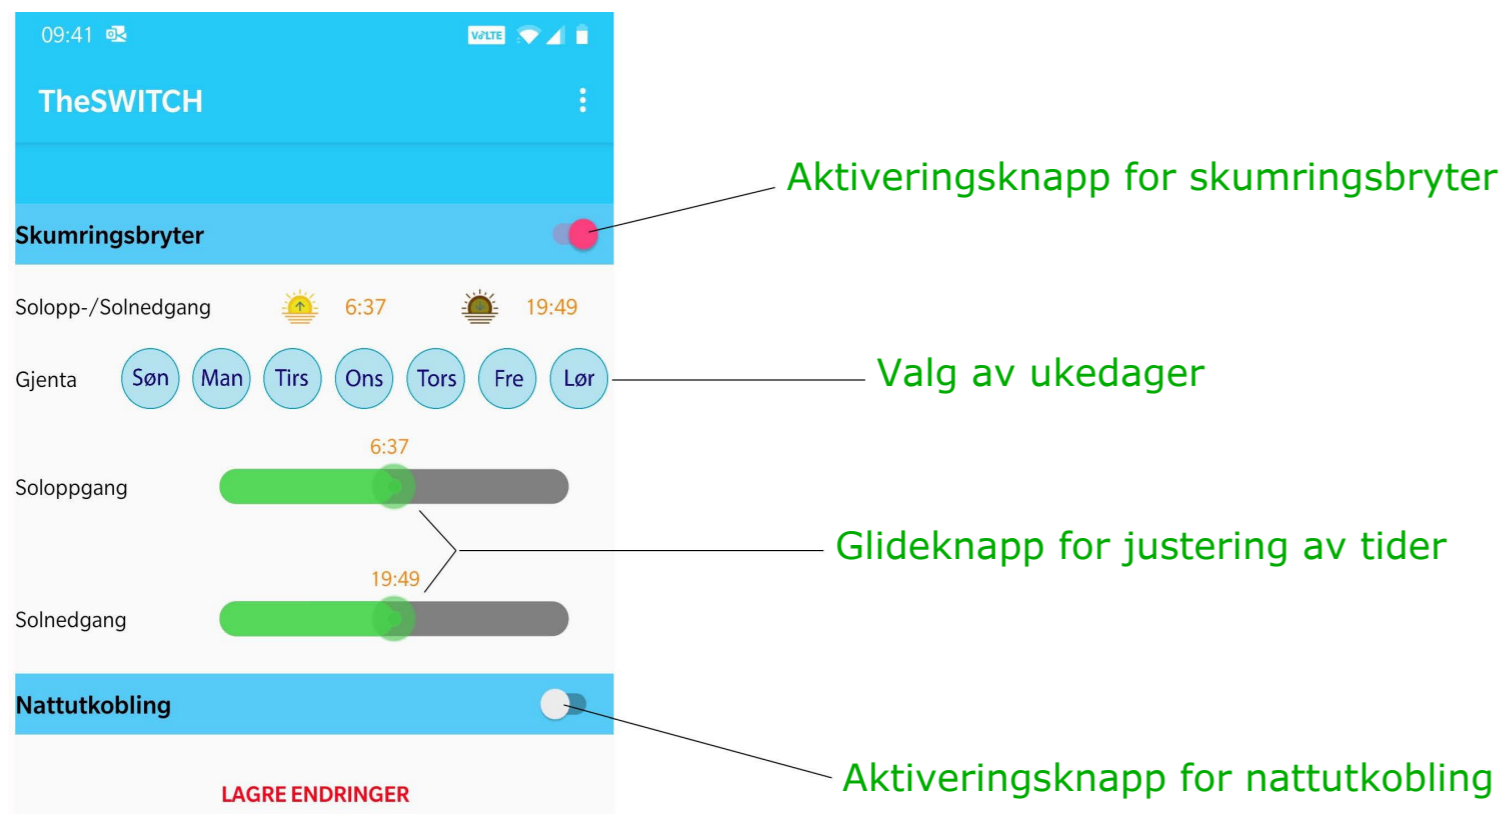 09:41
VoLTE
TheSWITCH
Aktiveringsknapp for skumringsbryter
Skumringsbryter
Solopp-/Solnedgang 6:37 19:49
Gjenta Søn Man Tirs Ons Tors Fre Lør
Valg av ukedager
6:37
Soloppgang
Glideknapp for justering av tider
19:49
Solnedgang
Nattutkobling
Aktiveringsknapp for nattutkobling
LAGRE ENDRINGER